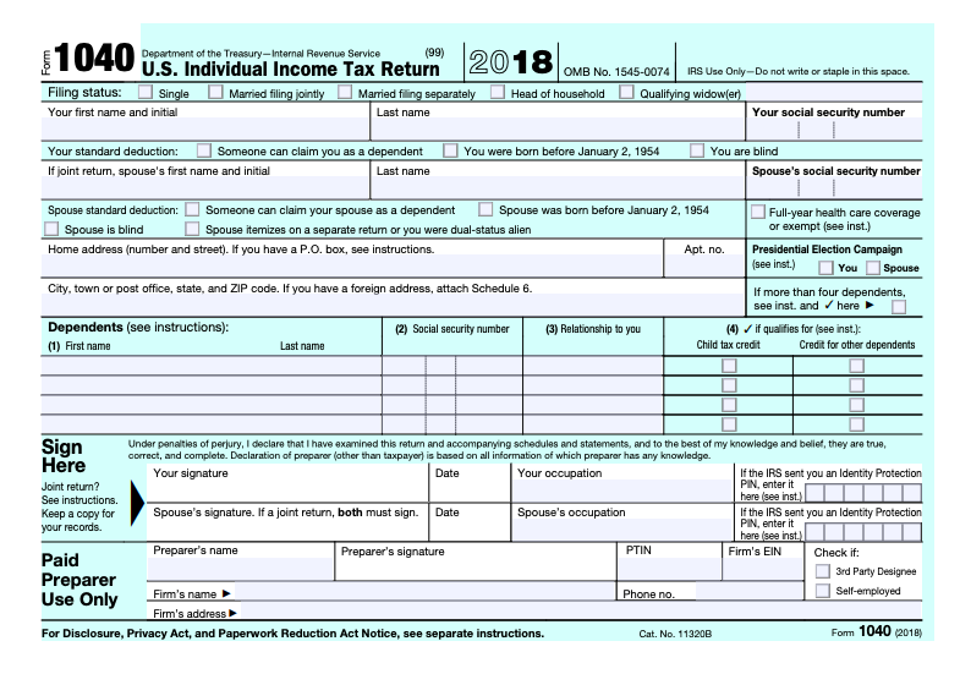 Form 1040 Department of the Treasury—Internal Revenue Service (99)
U.S. Individual Income Tax Return 2018 OMB No. 1545-0074 IRS Use Only—Do not write or staple in this space.
Filing status: Single Married filing jointly Married filing separately Head of household Qualifying widow(er)
Your first name and initial Last name Your social security number
Your standard deduction: Someone can claim you as a dependent You were born before January 2, 1954 You are blind
If joint return, spouse's first name and initial Last name Spouse's social security number
Spouse standard deduction: Someone can claim your spouse as a dependent Spouse was born before January 2, 1954
Spouse is blind Spouse itemizes on a separate return or you were dual-status alien
Full-year health care coverage
or exempt (see inst.)
Home address (number and street). If you have a P.O. box, see instructions. Apt. no.
Presidential Election Campaign
(see inst.) You Spouse
City, town or post office, state, and ZIP code. If you have a foreign address, attach Schedule 6.
If more than four dependents,
see inst. and ✓ here ▶
Dependents (see instructions): (2) Social security number (3) Relationship to you (4) ✓ if qualifies for (see inst.):
(1) First name Last name Child tax credit Credit for other dependents
Sign
Here
Joint return?
See instructions.
Keep a copy for
your records.
Under penalties of perjury, I declare that I have examined this return and accompanying schedules and statements, and to the best of my knowledge and belief, they are true,
correct, and complete. Declaration of preparer (other than taxpayer) is based on all information of which preparer has any knowledge.
Your signature Date Your occupation
If the IRS sent you an Identity Protection
PIN, enter it
here (see inst.)
Spouse's signature. If a joint return, both must sign. Date Spouse's occupation
If the IRS sent you an Identity Protection
PIN, enter it
here (see inst.)
Paid
Preparer
Use Only
Preparer's name Preparer's signature PTIN Firm's EIN
Check if:
3rd Party Designee
Self-employed
Firm's name ▶ Phone no.
Firm's address ▶
For Disclosure, Privacy Act, and Paperwork Reduction Act Notice, see separate instructions. Cat. No. 11320B Form 1040 (2018)